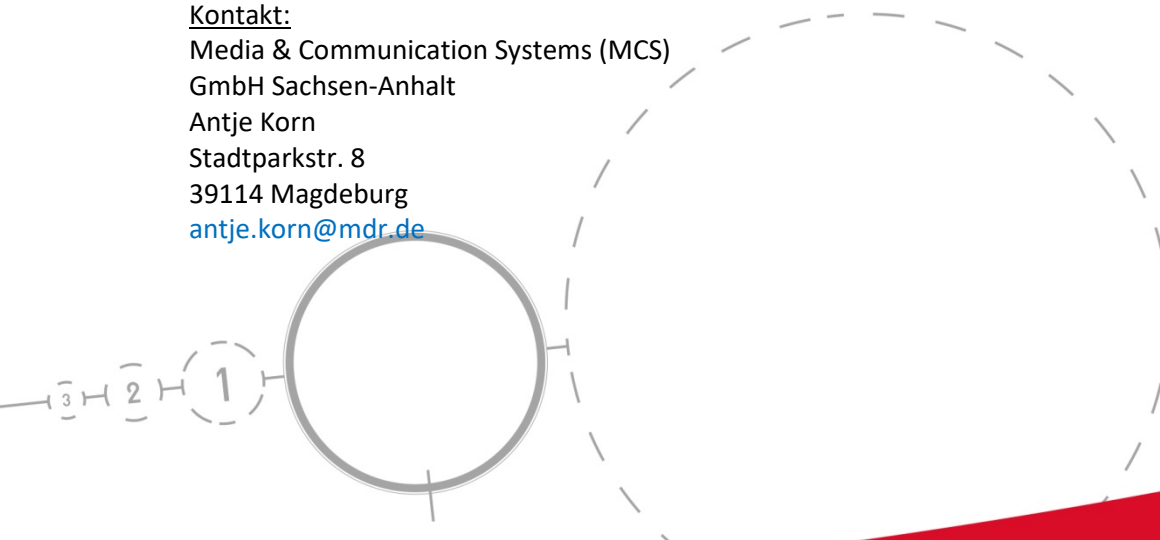 Kontakt:
Media & Communication Systems (MCS)
GmbH Sachsen-Anhalt
Antje Korn
Stadtparkstr. 8
39114 Magdeburg
antje.korn@mdr.de
3 2 1